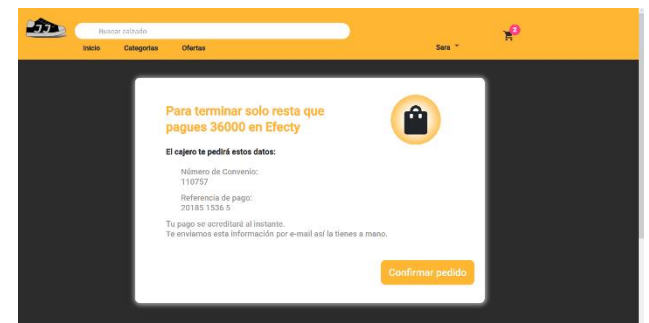 JJ
Buscar calzado
2
Inicio Categorías Ofertas Sara
Para terminar solo resta que
pagues 36000 en Efecty
El cajero te pedirá estos datos:
Número de Convenio:
110757
Referencia de pago:
20185 1536 5
Tu pago se acreditará al instante.
Te enviamos esta información por e-mail así la tienes a mano.
Confirmar pedido